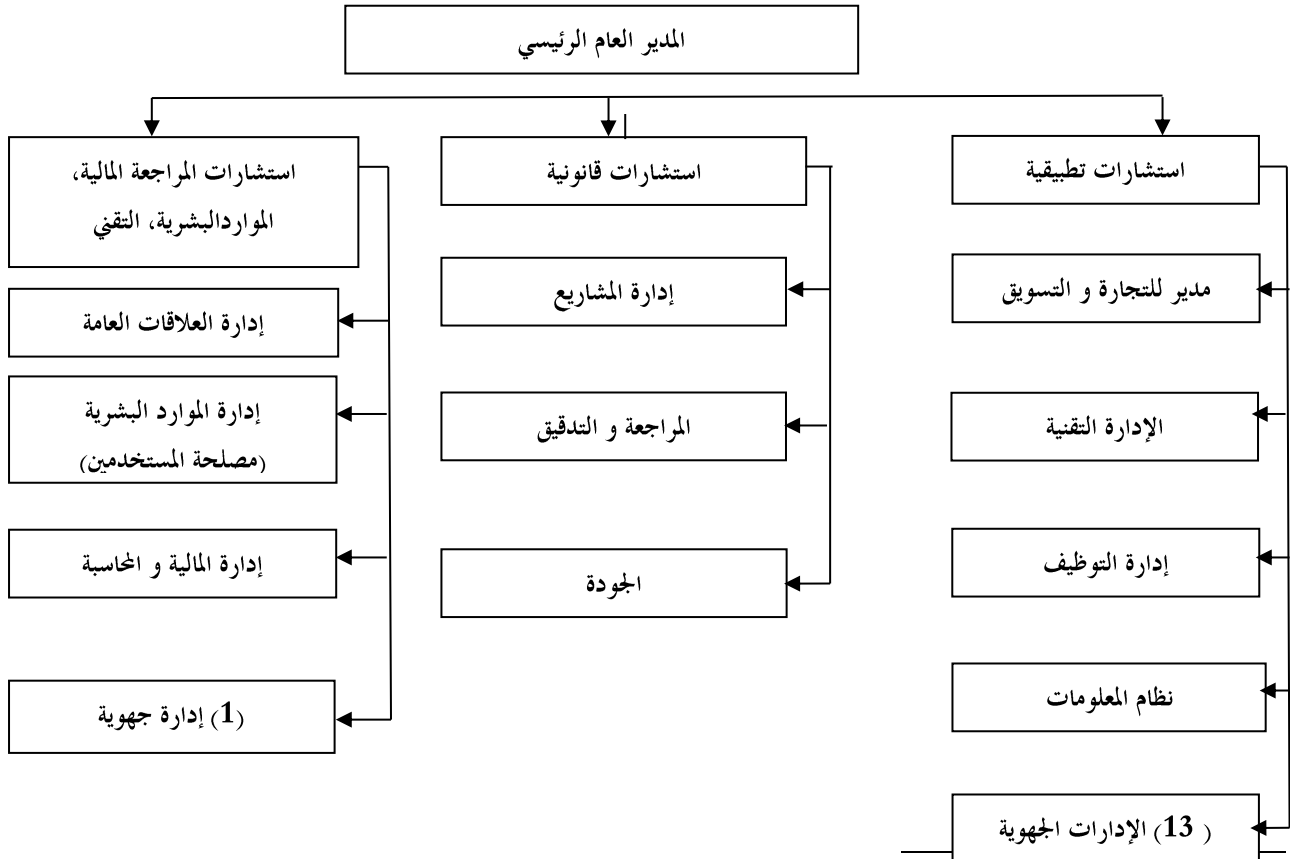 المدير العام الرئيسي
استشارات تطبيقية
مدير للتجارة و التسويق
الإدارة التقنية
إدارة التوظيف
نظام المعلومات
( 13) الإدارات الجهوية
استشارات قانونية
إدارة المشاريع
المراجعة و التدقيق
الجودة
استشارات المراجعة المالية،
المواردالبشرية، التقني
إدارة العلاقات العامة
إدارة الموارد البشرية
(مصلحة المستخدمين)
إدارة المالية و المحاسبة
(1) إدارة جهوية